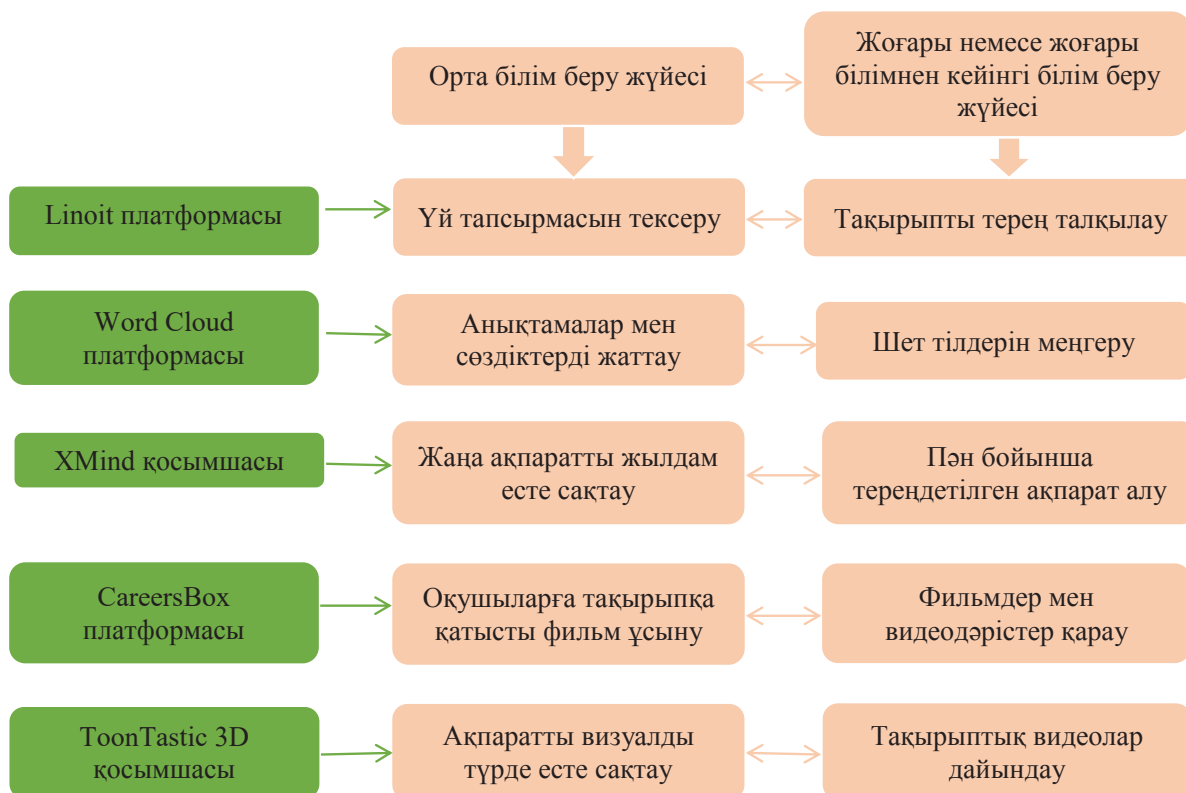 Орта білім беру жүйесі
Жоғары немесе жоғары
білімнен кейінгі білім беру
жүйесі
Linoit платформасы
Үй тапсырмасын тексеру
Тақырыпты терең талқылау
Word Cloud
платформасы
Анықтамалар мен
сөздіктерді жаттау
Шет тілдерін меңгеру
XMind қосымшасы
Жаңа ақпаратты жылдам
есте сақтау
Пән бойынша
тереңдетілген ақпарат алу
CareersBox
платформасы
Оқушыларға тақырыпқа
қатысты фильм ұсыну
Фильмдер мен
видеодәрістер қарау
ToonTastic 3D
қосымшасы
Ақпаратты визуалды
түрде есте сақтау
Тақырыптық видеолар
дайындау